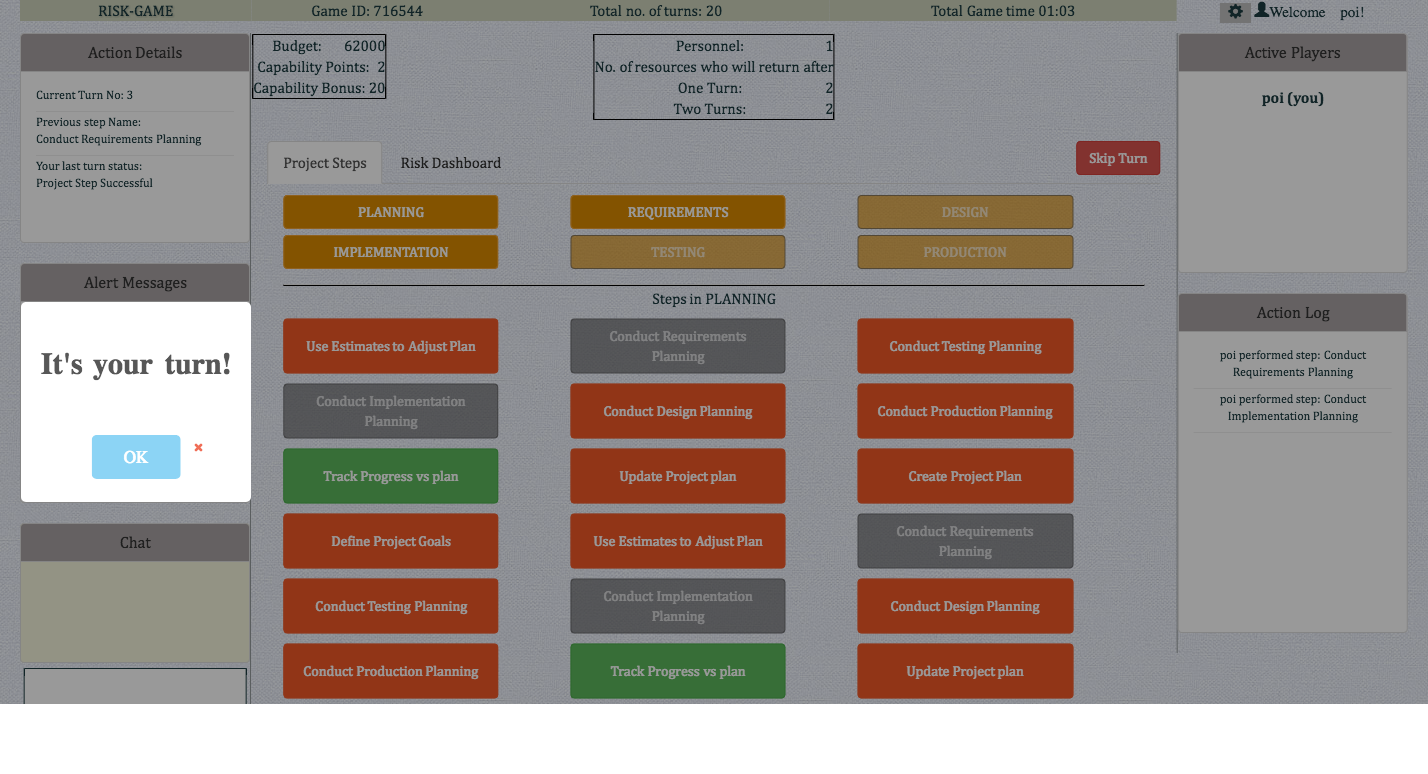 RISK-GAME
Game ID: 716544
Total no. of turns: 20
Total Game time 01:03
Welcome poi!
Action Details
Current Turn No: 3
Previous step Name:
Conduct Requirements Planning
Your last turn status:
Project Step Successful
Alert Messages
It's your turn!
OK
Chat
Budget: 62000
Capability Points: 2
Capability Bonus: 20
Personnel: 1
No. of resources who will return after
One Turn: 2
Two Turns: 2
Project Steps
Risk Dashboard
Skip Turn
PLANNING
REQUIREMENTS
DESIGN
IMPLEMENTATION
TESTING
PRODUCTION
Steps in PLANNING
Use Estimates to Adjust Plan
Conduct Requirements
Planning
Conduct Testing Planning
Conduct Implementation
Planning
Conduct Design Planning
Conduct Production Planning
Track Progress vs plan
Update Project plan
Create Project Plan
Define Project Goals
Use Estimates to Adjust Plan
Conduct Requirements
Planning
Conduct Testing Planning
Conduct Implementation
Planning
Conduct Design Planning
Conduct Production Planning
Track Progress vs plan
Update Project plan
Active Players
poi (you)
Action Log
poi performed step: Conduct
Requirements Planning
poi performed step: Conduct
Implementation Planning